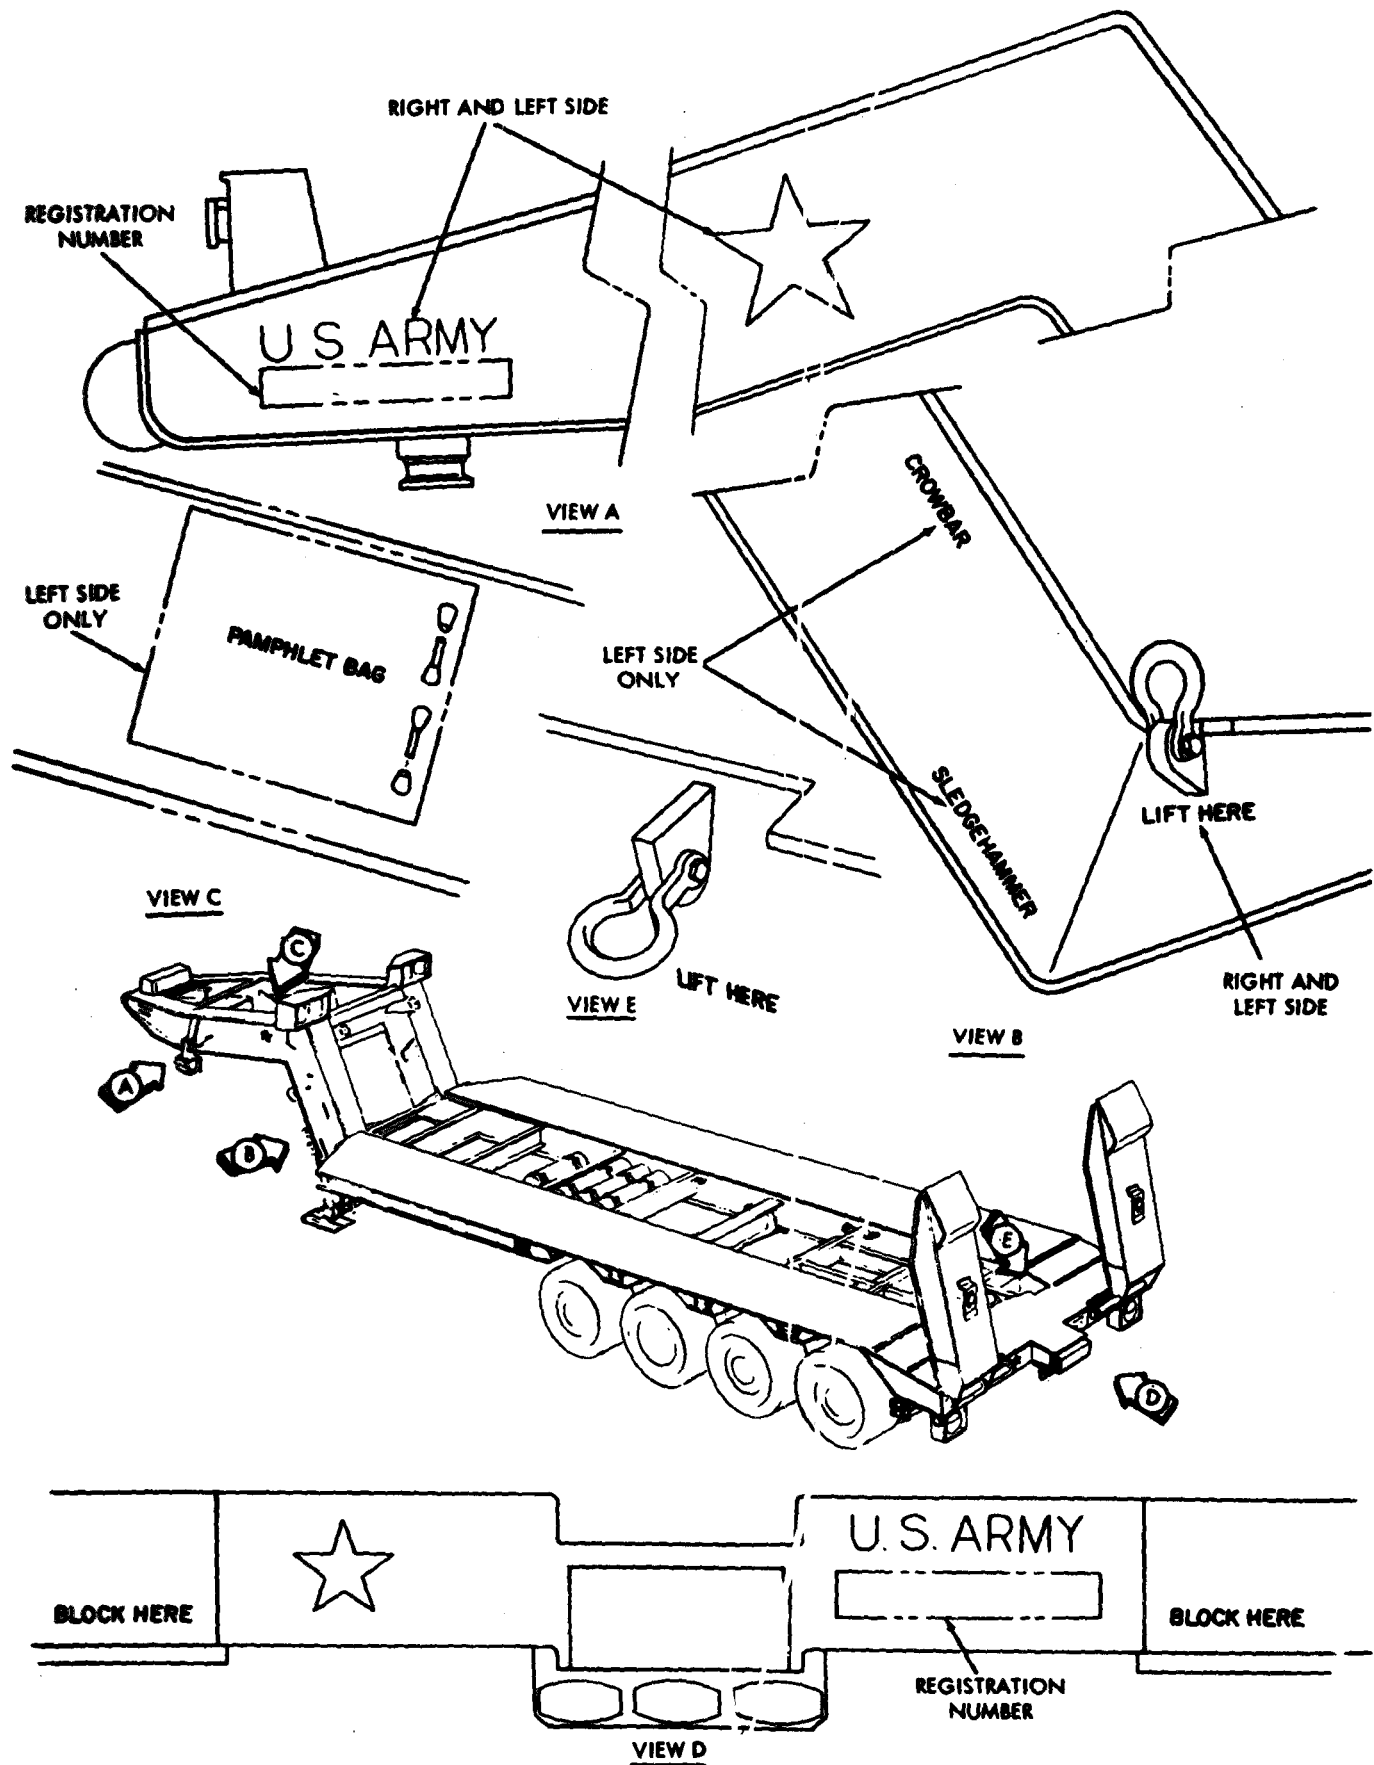 RIGHT AND LEFT SIDE
REGISTRATION
NUMBER
U S ARMY
VIEW A
CROWBAR
LEFT SIDE
ONLY
PAMPHLET BAG
LEFT SIDE
ONLY
SLEDGEHAMMER
LIFT HERE
VIEW C
LIFT HERE
VIEW E
RIGHT AND
LEFT SIDE
VIEW B
C
A
B
E
D
U.S. ARMY
BLOCK HERE
BLOCK HERE
REGISTRATION
NUMBER
VIEW D